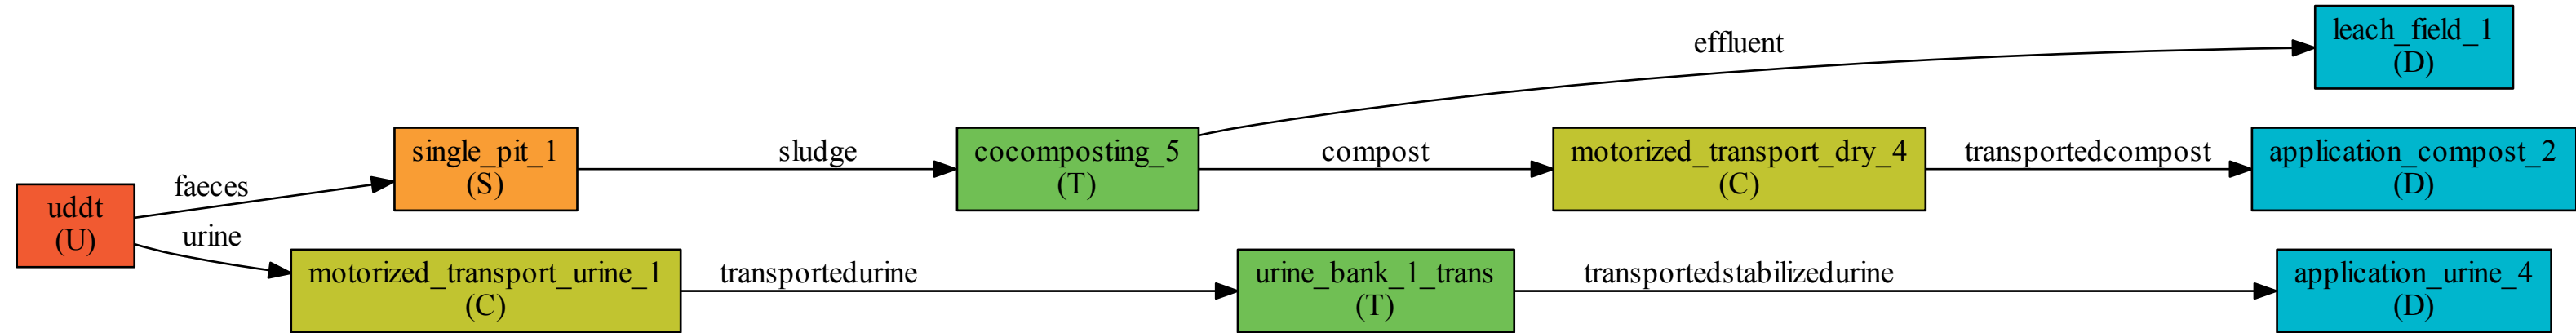 uddt
(U)
faeces
urine
single_pit_1
(S)
motorized_transport_urine_1
(C)
sludge
transportedurine
cocomposting_5
(T)
urine_bank_1_trans
(T)
effluent
compost
transportedstabilizedurine
motorized_transport_dry_4
(C)
transportedcompost
leach_field_1
(D)
application_compost_2
(D)
application_urine_4
(D)